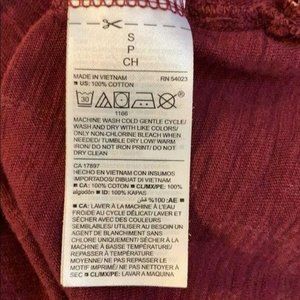 S
P
CH
MADE IN VIETNAM RN 54023
US: 100% COTTON
30
1166
MACHINE WASH COLD GENTLE CYCLE/
WASH AND DRY WITH LIKE COLORS/
ONLY NON-CHLORINE BLEACH WHEN
NEEDED/ TUMBLE DRY LOW/ WARM
IRON/ DO NOT IRON PRINT/ DO NOT
DRY CLEAN
CA 17897
HECHO EN VIETNAM CON INSUMOS
IMPORTADOS/ DIBUAT DI VIETNAM
CA: 100% COTON CL/MX/PE: 100%
algodón ID: 100% KAPAS
AE: 100% قطن
CA: LAVER À LA MACHINE À L'EAU
FROIDE AU CYCLE DÉLICAT/ LAVER ET
SÉCHER AVEC DES COULEURS
SEMBLABLES/ UTILISER AU BESOIN UN
AGENT DE BLANCHIMENT SANS
CHLORE UNIQUEMENT/ SÉCHER À LA
MACHINE À BASSE TEMPÉRATURE/
REPASSER À TEMPÉRATURE
MOYENNE/ NE PAS REPASSER LE
MOTIF IMPRIMÉ/ NE PAS NETTOYER
À SEC
CL/MX/PE: LAVAR A MÁQUINA